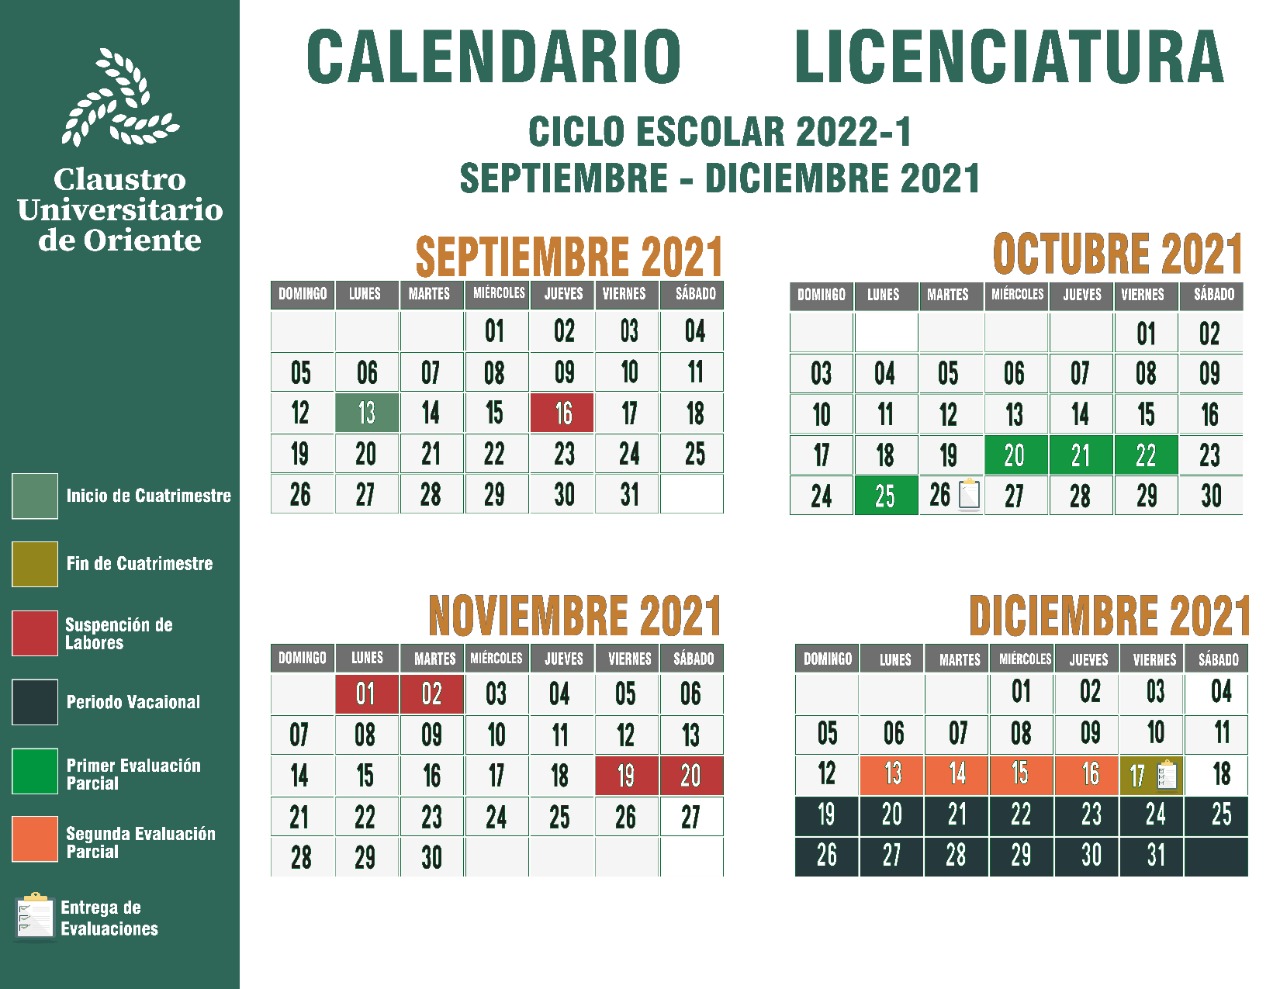 Claustro
Universitario
de Oriente
CALENDARIO LICENCIATURA
CICLO ESCOLAR 2022-1
SEPTIEMBRE - DICIEMBRE 2021
SEPTIEMBRE 2021
DOMINGO LUNES MARTES MIÉRCOLES JUEVES VIERNES SÁBADO
01 02 03 04
05 06 07 08 09 10 11
12 13 14 15 16 17 18
19 20 21 22 23 24 25
26 27 28 29 30 31
OCTUBRE 2021
DOMINGO LUNES MARTES MIÉRCOLES JUEVES VIERNES SÁBADO
01 02
03 04 05 06 07 08 09
10 11 12 13 14 15 16
17 18 19 20 21 22 23
24 25 26 27 28 29 30
NOVIEMBRE 2021
DOMINGO LUNES MARTES MIÉRCOLES JUEVES VIERNES SÁBADO
01 02 03 04 05 06
07 08 09 10 11 12 13
14 15 16 17 18 19 20
21 22 23 24 25 26 27
28 29 30
DICIEMBRE 2021
DOMINGO LUNES MARTES MIÉRCOLES JUEVES VIERNES SÁBADO
01 02 03 04
05 06 07 08 09 10 11
12 13 14 15 16 17 18
19 20 21 22 23 24 25
26 27 28 29 30 31
Inicio de Cuatrimestre
Fin de Cuatrimestre
Suspención de
Labores
Periodo Vacaional
Primer Evaluación
Parcial
Segunda Evaluación
Parcial
Entrega de
Evaluaciones